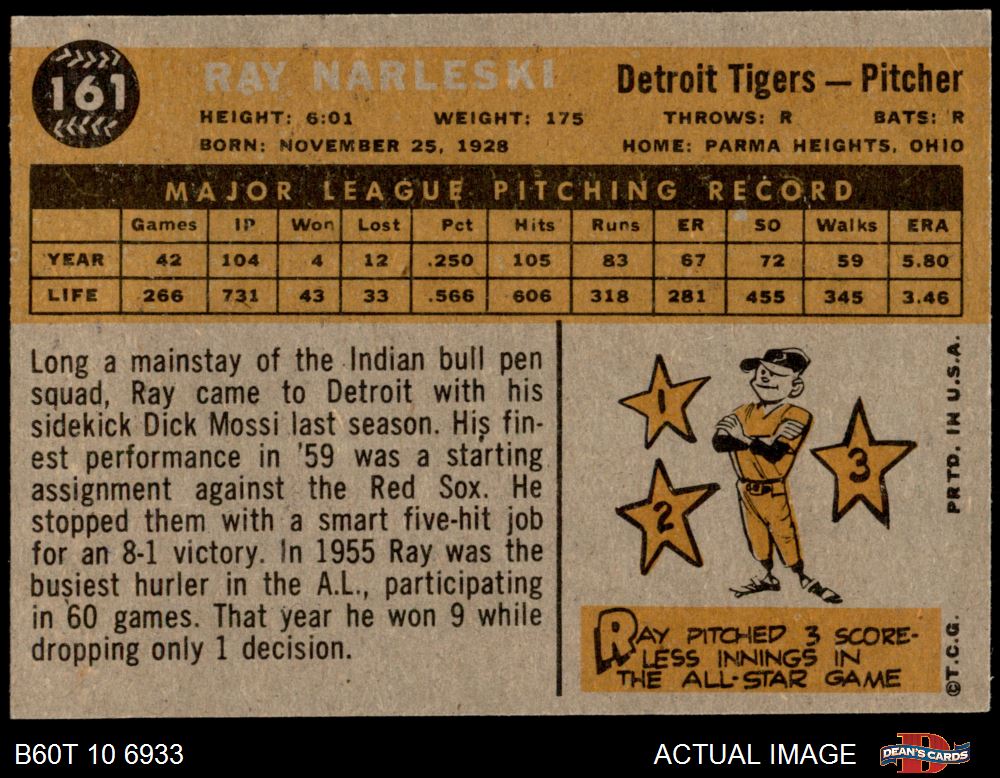 161
RAY NARLESKI
Detroit Tigers — Pitcher
HEIGHT: 6:01 WEIGHT: 175 THROWS: R BATS: R
BORN: NOVEMBER 25, 1928 HOME: PARMA HEIGHTS, OHIO
MAJOR LEAGUE PITCHING RECORD
Games IP Won Lost Pct Hits Runs ER SO Walks ERA
YEAR 42 104 4 12 .250 105 83 67 72 59 5.80
LIFE 266 731 43 33 .566 606 318 281 455 345 3.46
Long a mainstay of the Indian bull pen
squad, Ray came to Detroit with his
sidekick Dick Mossi last season. His fin-
est performance in '59 was a starting
assignment against the Red Sox. He
stopped them with a smart five-hit job
for an 8-1 victory. In 1955 Ray was the
busiest hurler in the A.L., participating
in 60 games. That year he won 9 while
dropping only 1 decision.
1
2
3
RAY PITCHED 3 SCORE-
LESS INNINGS IN
THE ALL-STAR GAME
©T.C.G. PRTD. IN U.S.A.
B60T 10 6933
ACTUAL IMAGE
D
DEAN'S CARDS